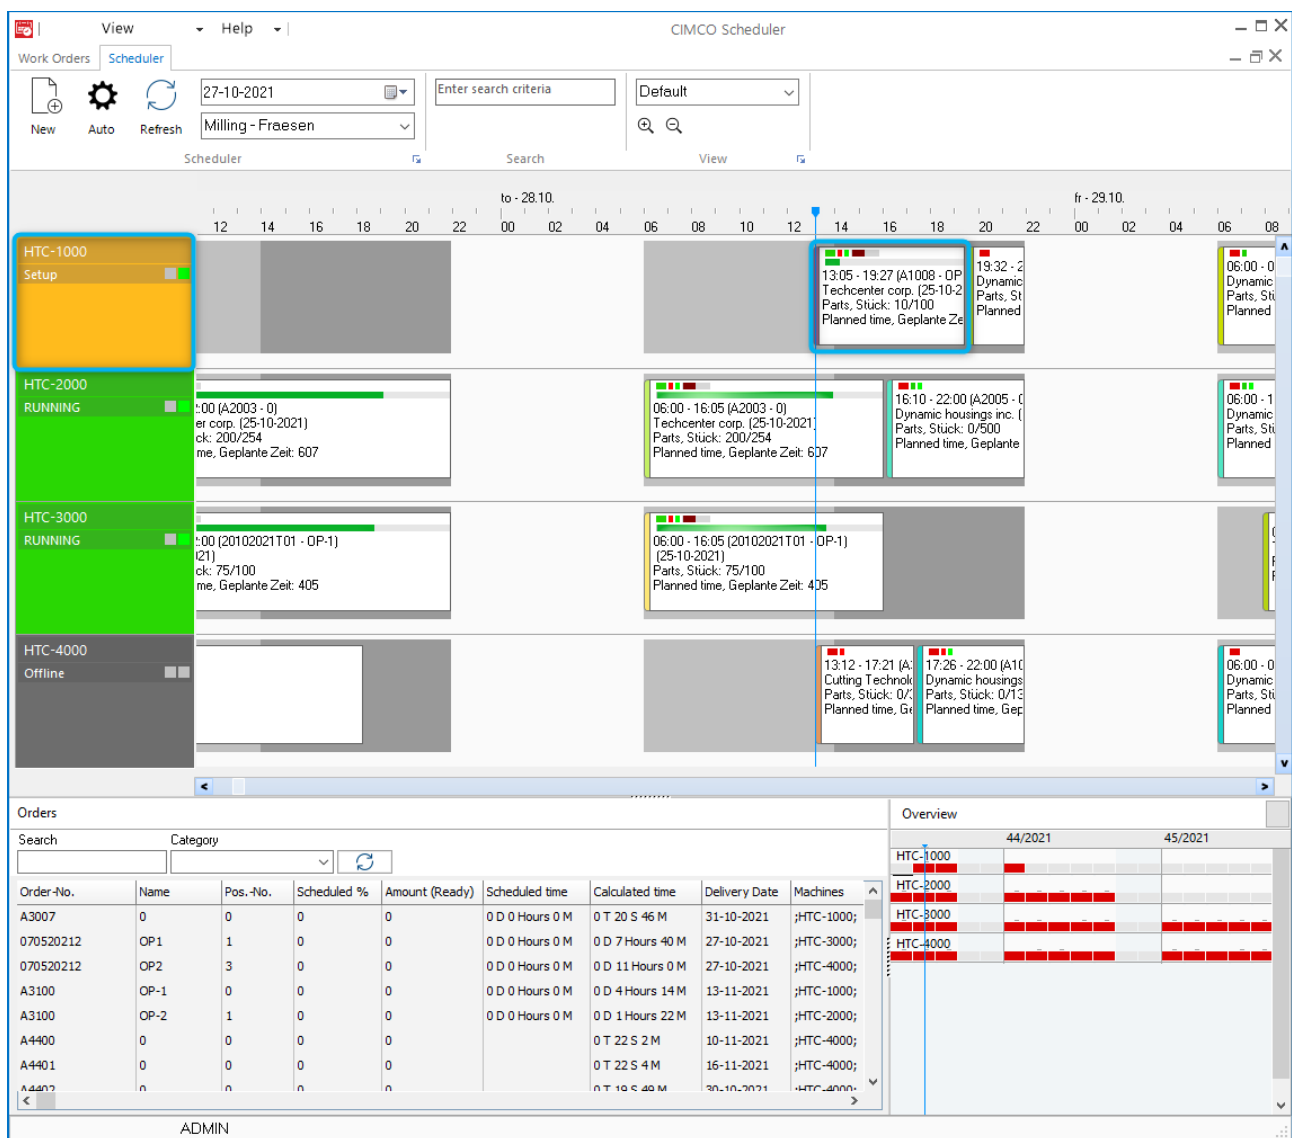 View Help CIMCO Scheduler
Work Orders Scheduler
27-10-2021 Enter search criteria Default
New Auto Refresh Milling - Fraesen
Scheduler Search View
to - 28.10. fr - 29.10.
12 14 16 18 20 22 00 02 04 06 08 10 12 14 16 18 20 22 00 02 04 06 08
HTC-1000
Setup
13:05 - 19:27 (A1008 - OP
Techcenter corp. (25-10-2
Parts, Stück: 10/100
Planned time, Geplante Ze
19:32 - 2
Dynamic
Parts, St
Planned
06:00 - 0
Dynamic
Parts, Stü
Planned
HTC-2000
RUNNING
:00 (A2003 - 0)
er corp. (25-10-2021)
ck: 200/254
me, Geplante Zeit: 607
06:00 - 16:05 (A2003 - 0)
Techcenter corp. (25-10-2021)
Parts, Stück: 200/254
Planned time, Geplante Zeit: 607
16:10 - 22:00 (A2005 - 0
Dynamic housings inc. (
Parts, Stück: 0/500
Planned time, Geplante
06:00 - 1
Dynamic
Parts, Stü
Planned
HTC-3000
RUNNING
:00 (20102021T01 - OP-1)
021)
ck: 75/100
me, Geplante Zeit: 405
06:00 - 16:05 (20102021T01 - OP-1)
(25-10-2021)
Parts, Stück: 75/100
Planned time, Geplante Zeit: 405
HTC-4000
Offline
13:12 - 17:21 (A
Cutting Technol
Parts, Stück: 0/
Planned time, Ge
17:26 - 22:00 (A10
Dynamic housings
Parts, Stück: 0/13
Planned time, Gep
06:00 - 0
Dynamic
Parts, Stü
Planned
Orders
Search Category
Order-No. Name Pos.-No. Scheduled % Amount (Ready) Scheduled time Calculated time Delivery Date Machines
A3007 0 0 0 0 0 D 0 Hours 0 M 0 T 20 S 46 M 31-10-2021 ;HTC-1000;
070520212 OP1 1 0 0 0 D 0 Hours 0 M 0 D 7 Hours 40 M 27-10-2021 ;HTC-3000;
070520212 OP2 3 0 0 0 D 0 Hours 0 M 0 D 11 Hours 0 M 27-10-2021 ;HTC-4000;
A3100 OP-1 0 0 0 0 D 0 Hours 0 M 0 D 4 Hours 14 M 13-11-2021 ;HTC-1000;
A3100 OP-2 1 0 0 0 D 0 Hours 0 M 0 D 1 Hours 22 M 13-11-2021 ;HTC-2000;
A4400 0 0 0 0 0 T 22 S 2 M 10-11-2021 ;HTC-4000;
A4401 0 0 0 0 0 T 22 S 4 M 16-11-2021 ;HTC-4000;
A4402 0 0 0 0 0 T 19 S 49 M 30-10-2021 ;HTC-4000;
Overview
44/2021 45/2021
HTC-1000
HTC-2000
HTC-3000
HTC-4000
ADMIN